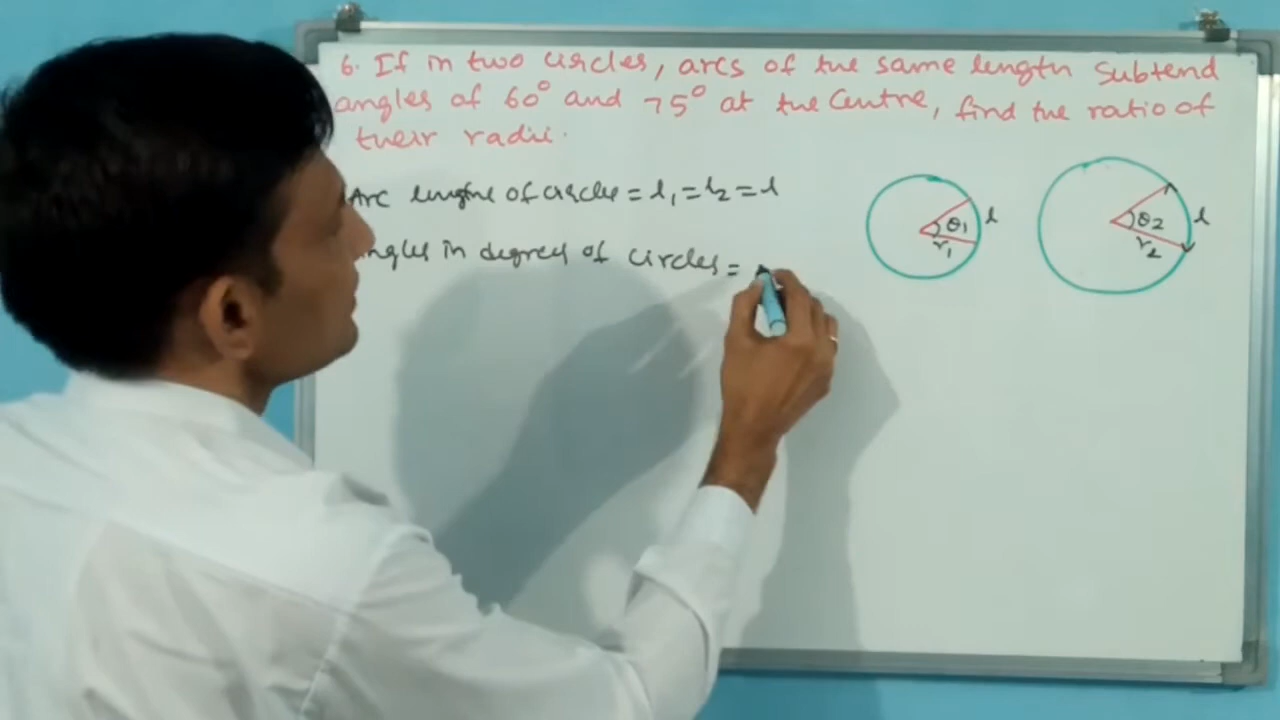 6. If in two circles, arcs of the same length subtend
angles of 60° and 75° at the Centre, find the ratio of
their radii.
Arc length of circle = l₁ = l₂ = l
ngles in degrees of circles =
θ₁
l
r₁
θ₂
l
r₂